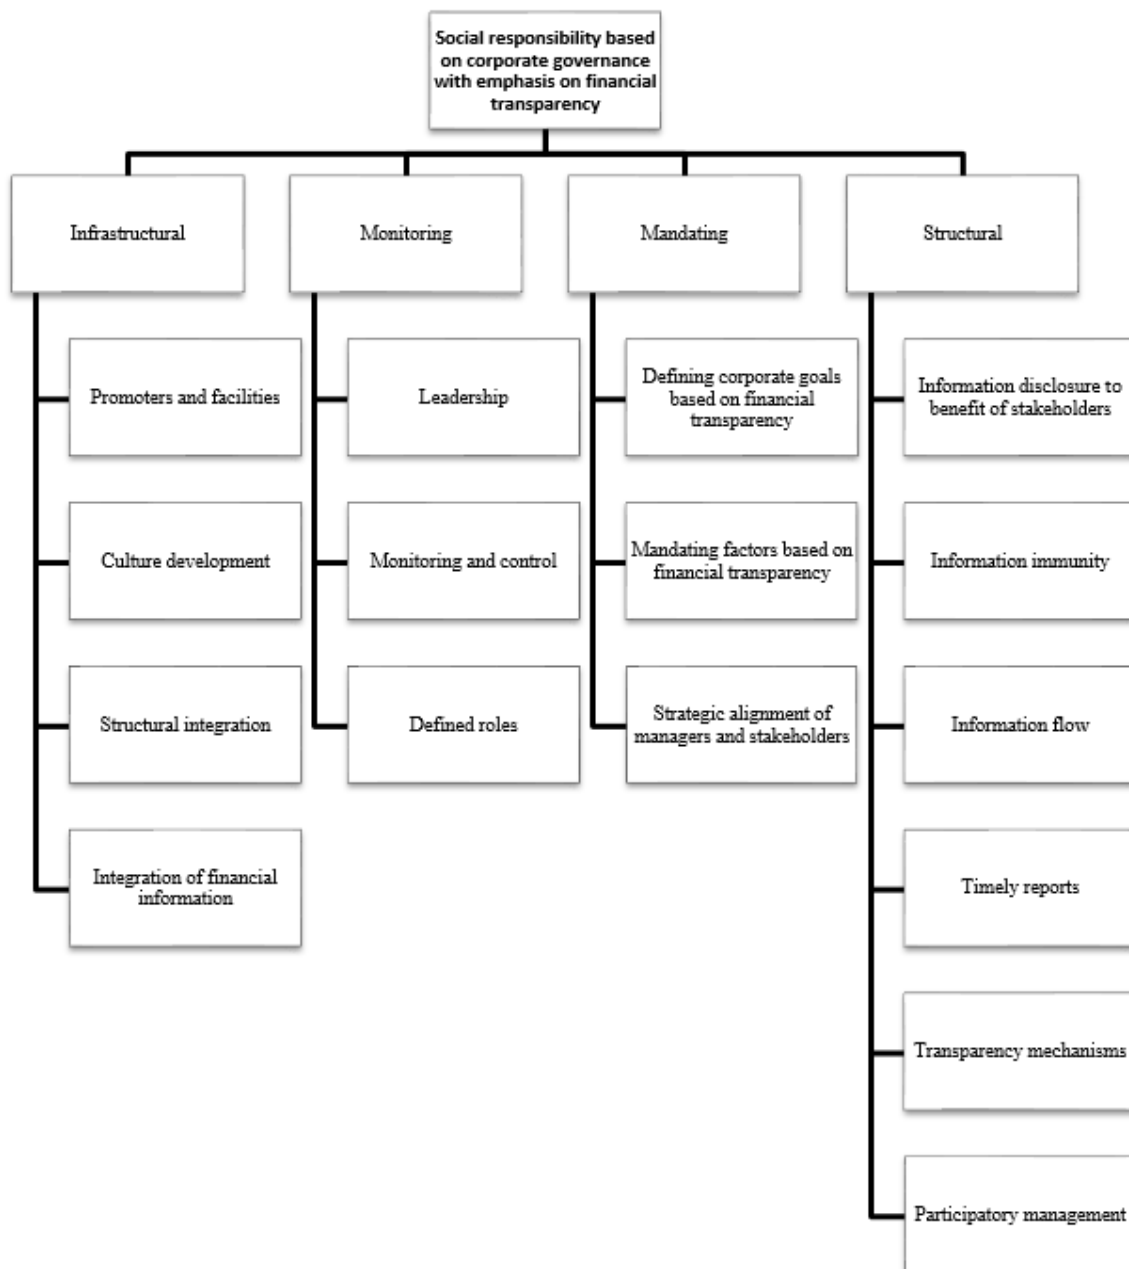 Social responsibility based
on corporate governance
with emphasis on financial
transparency
Infrastructural
Monitoring
Mandating
Structural
Promoters and facilities
Culture development
Structural integration
Integration of financial
information
Leadership
Monitoring and control
Defined roles
Defining corporate goals
based on financial
transparency
Mandating factors based on
financial transparency
Strategic alignment of
managers and stakeholders
Information disclosure to
benefit of stakeholders
Information immunity
Information flow
Timely reports
Transparency mechanisms
Participatory management